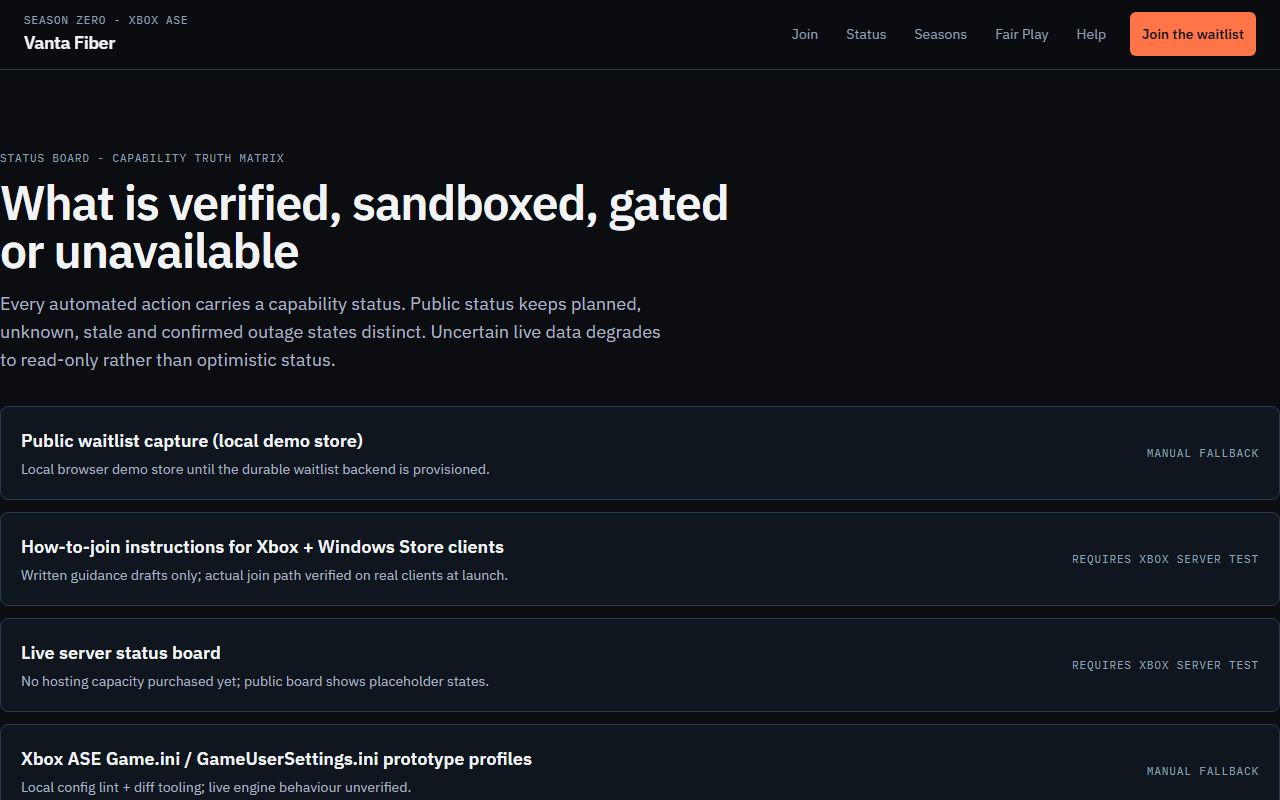 SEASON ZERO - XBOX ASE
Vanta Fiber
Join
Status
Seasons
Fair Play
Help
Join the waitlist
STATUS BOARD - CAPABILITY TRUTH MATRIX
What is verified, sandboxed, gated
or unavailable
Every automated action carries a capability status. Public status keeps planned,
unknown, stale and confirmed outage states distinct. Uncertain live data degrades
to read-only rather than optimistic status.
Public waitlist capture (local demo store)
Local browser demo store until the durable waitlist backend is provisioned.
MANUAL FALLBACK
How-to-join instructions for Xbox + Windows Store clients
Written guidance drafts only; actual join path verified on real clients at launch.
REQUIRES XBOX SERVER TEST
Live server status board
No hosting capacity purchased yet; public board shows placeholder states.
REQUIRES XBOX SERVER TEST
Xbox ASE Game.ini / GameUserSettings.ini prototype profiles
Local config lint + diff tooling; live engine behaviour unverified.
MANUAL FALLBACK